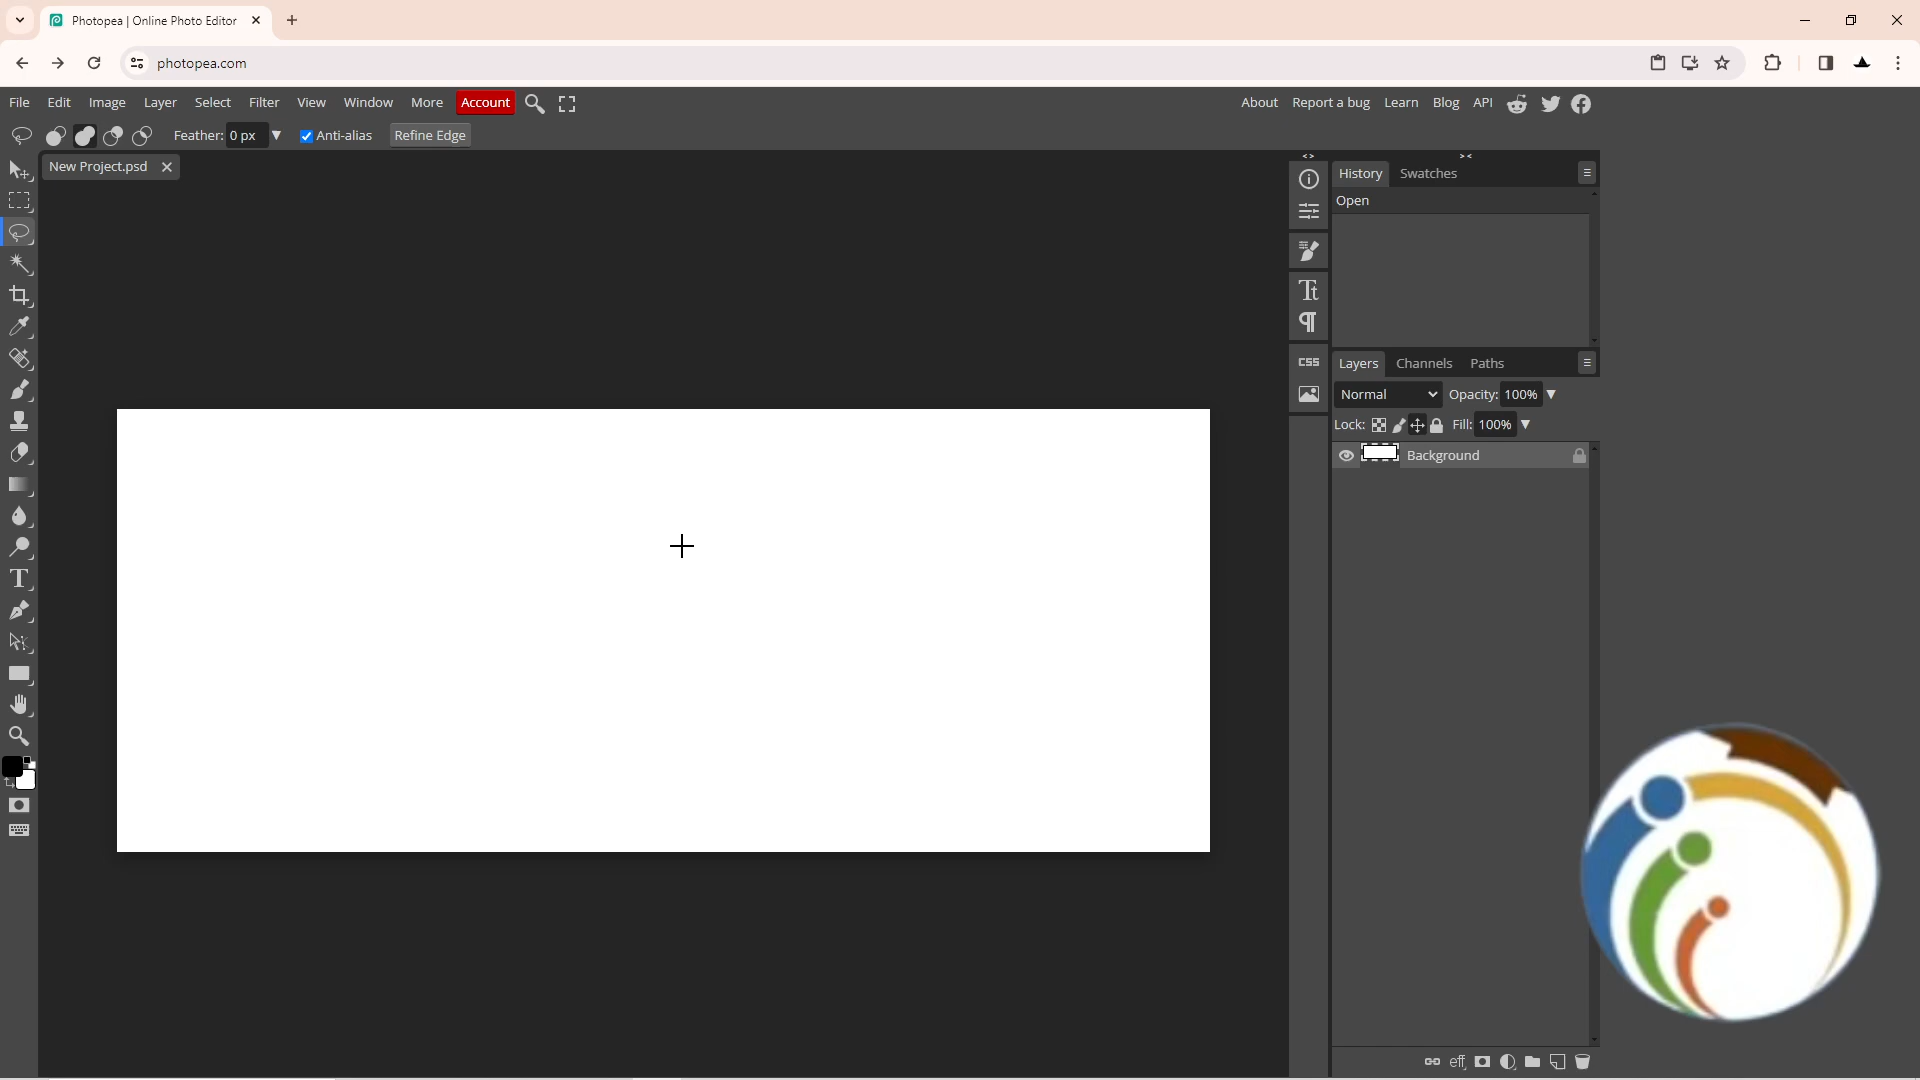 Photopea | Online Photo Editor
photopea.com
File Edit Image Layer Select Filter View Window More Account About Report a bug Learn Blog API
Feather: 0 px Anti-alias Refine Edge
New Project.psd
History Swatches
Open
CSS
Layers Channels Paths
Normal Opacity: 100%
Lock: Fill: 100%
Background
eff